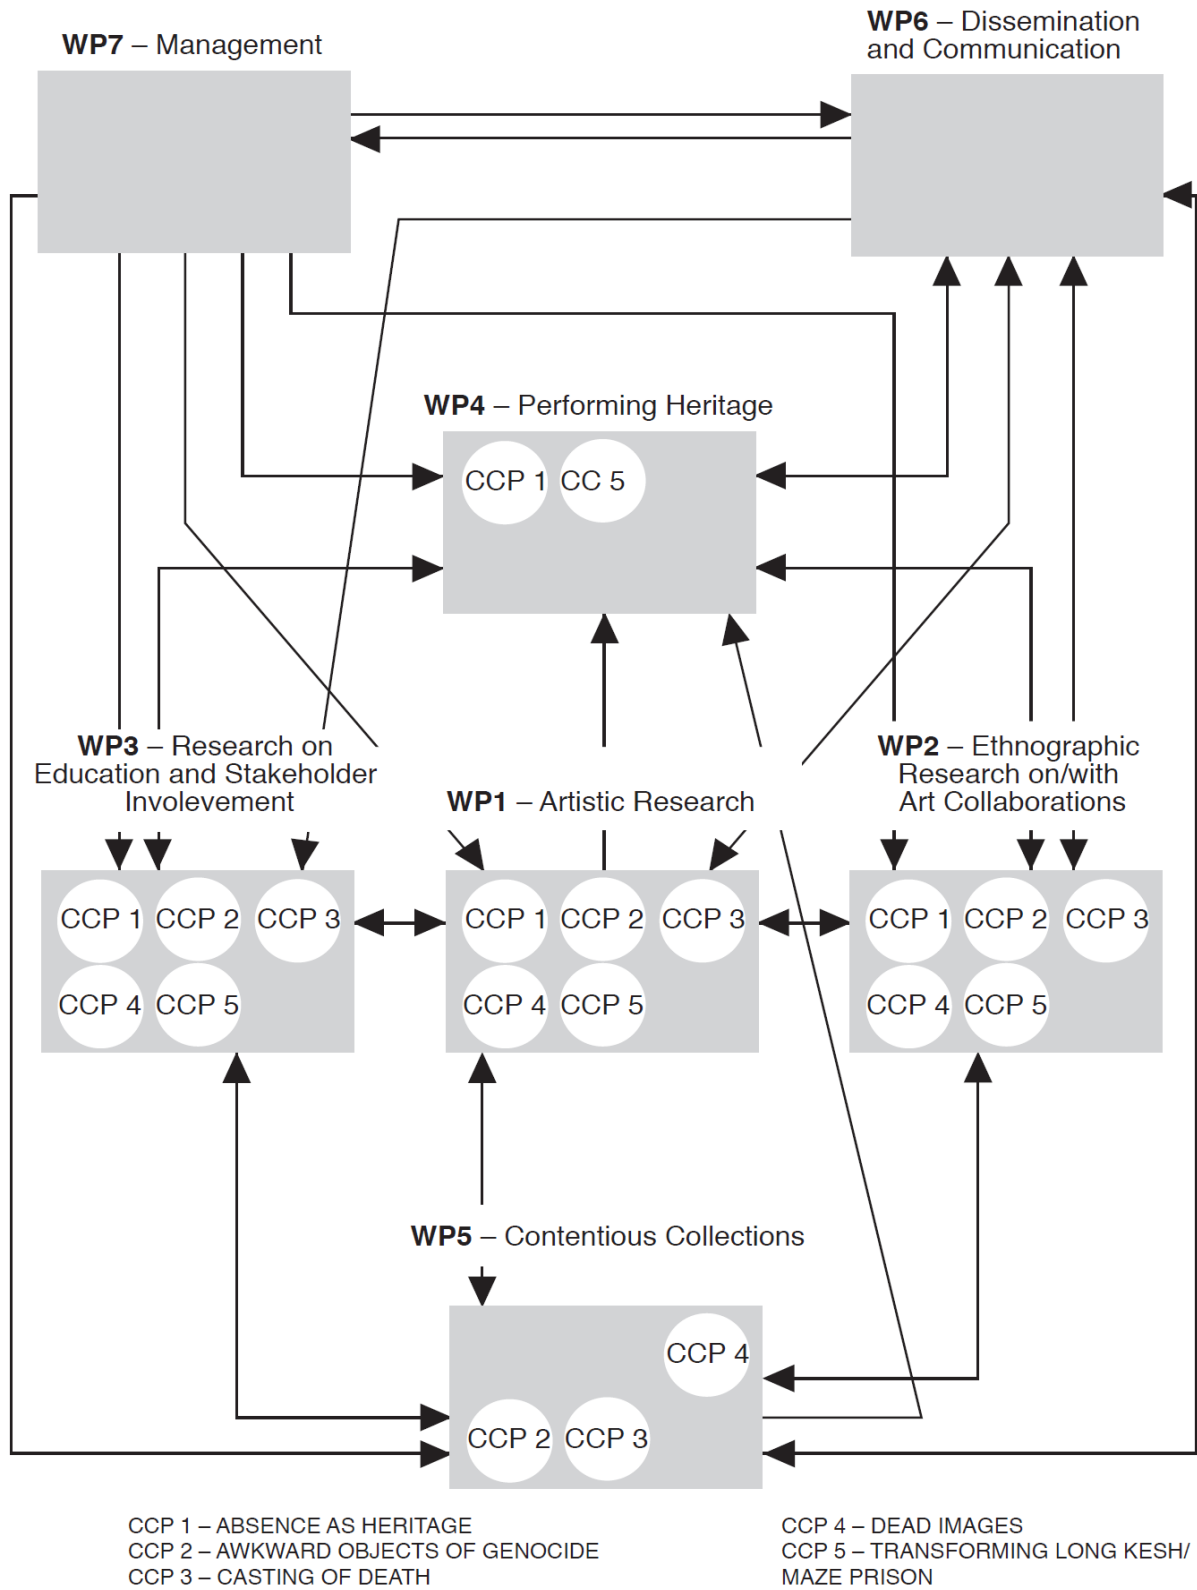 WP7 – Management
WP6 – Dissemination
and Communication
WP4 – Performing Heritage
CCP 1
CC 5
WP3 – Research on
Education and Stakeholder
Involevement
WP1 – Artistic Research
WP2 – Ethnographic
Research on/with
Art Collaborations
CCP 1
CCP 2
CCP 3
CCP 4
CCP 5
CCP 1
CCP 2
CCP 3
CCP 4
CCP 5
CCP 1
CCP 2
CCP 3
CCP 4
CCP 5
WP5 – Contentious Collections
CCP 4
CCP 2
CCP 3
CCP 1 – ABSENCE AS HERITAGE
CCP 2 – AWKWARD OBJECTS OF GENOCIDE
CCP 3 – CASTING OF DEATH
CCP 4 – DEAD IMAGES
CCP 5 – TRANSFORMING LONG KESH/
MAZE PRISON